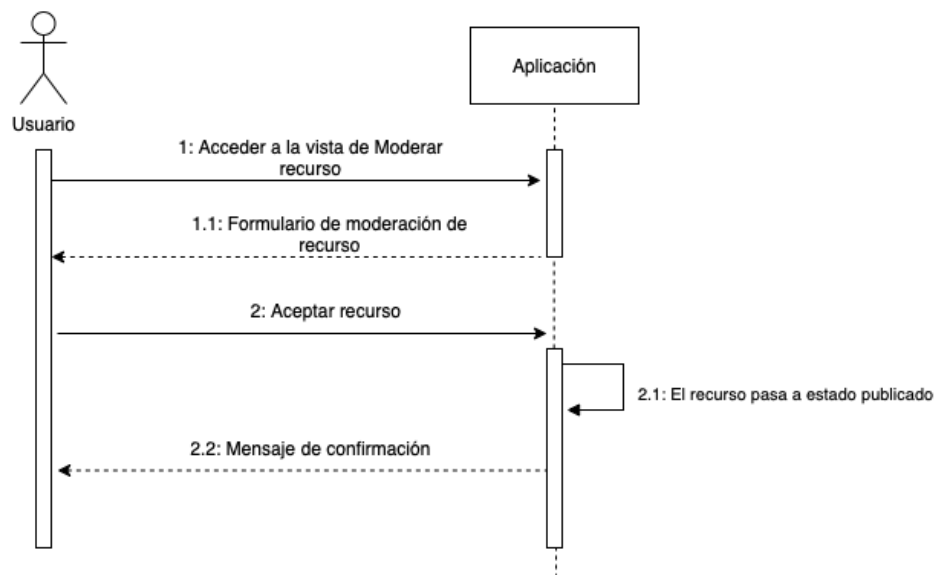 Usuario
Aplicación
1: Acceder a la vista de Moderar
recurso
1.1: Formulario de moderación de
recurso
2: Aceptar recurso
2.1: El recurso pasa a estado publicado
2.2: Mensaje de confirmación